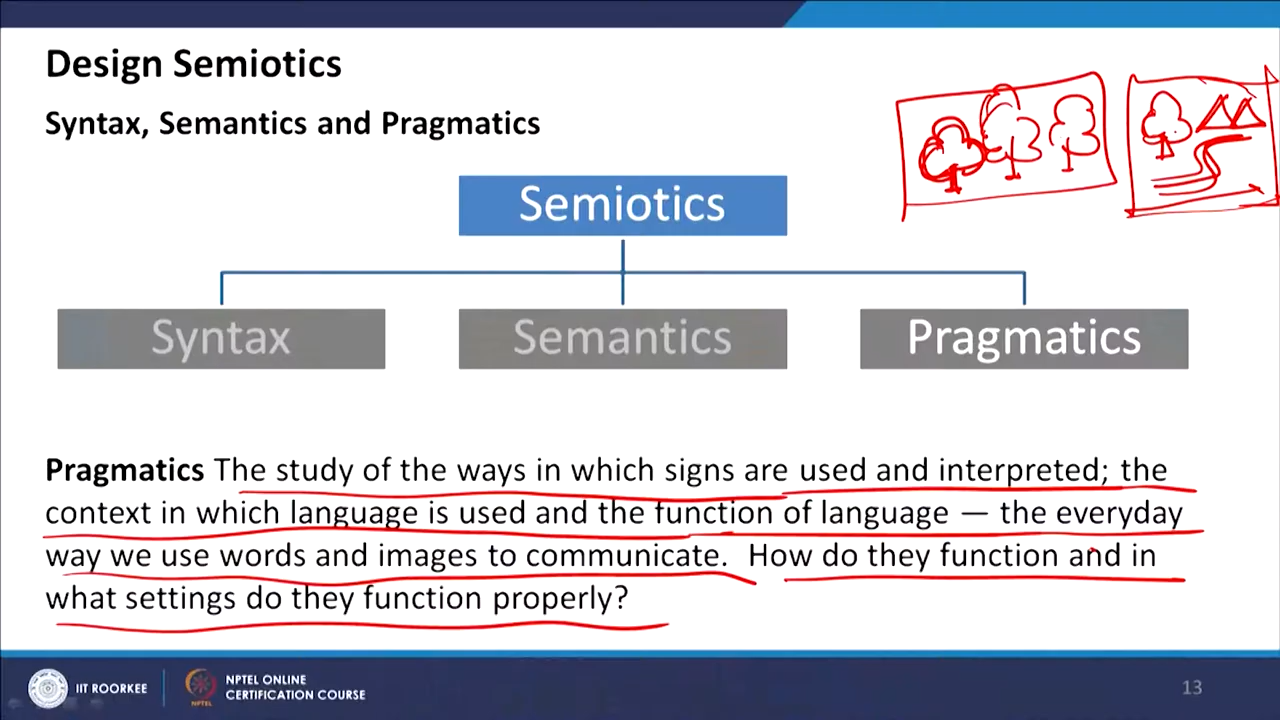 Design Semiotics
Syntax, Semantics and Pragmatics
Semiotics
Syntax
Semantics
Pragmatics
Pragmatics The study of the ways in which signs are used and interpreted; the
context in which language is used and the function of language — the everyday
way we use words and images to communicate. How do they function and in
what settings do they function properly?
IIT ROORKEE
NPTEL
NPTEL ONLINE
CERTIFICATION COURSE
13